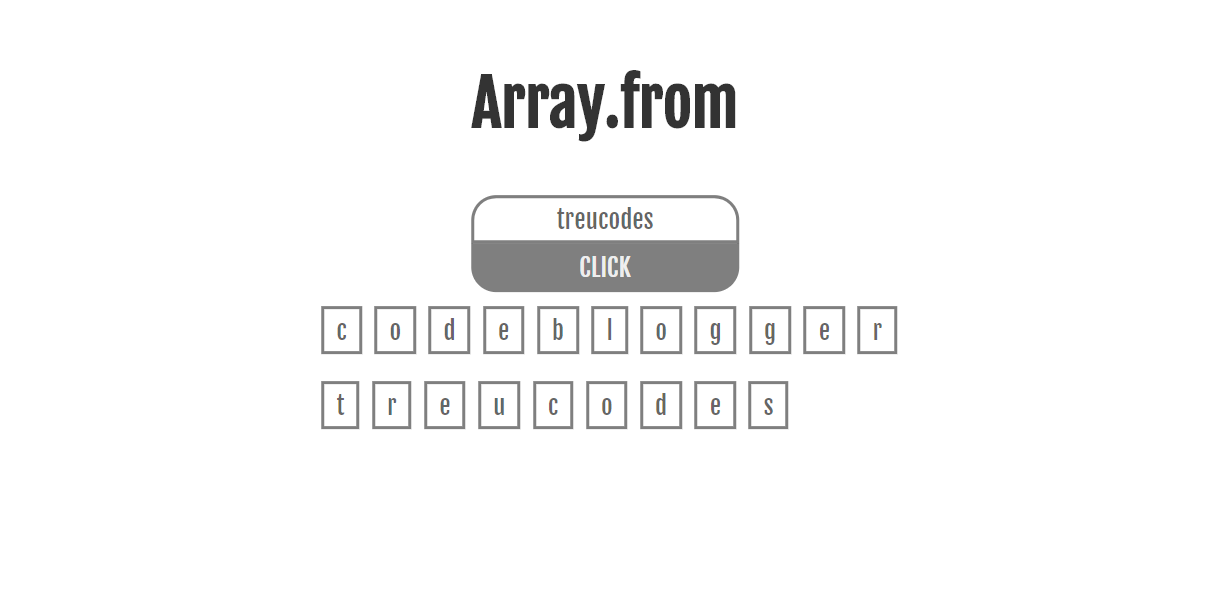 Array.from
treucodes
CLICK
c o d e b l o g g e r
t r e u c o d e s